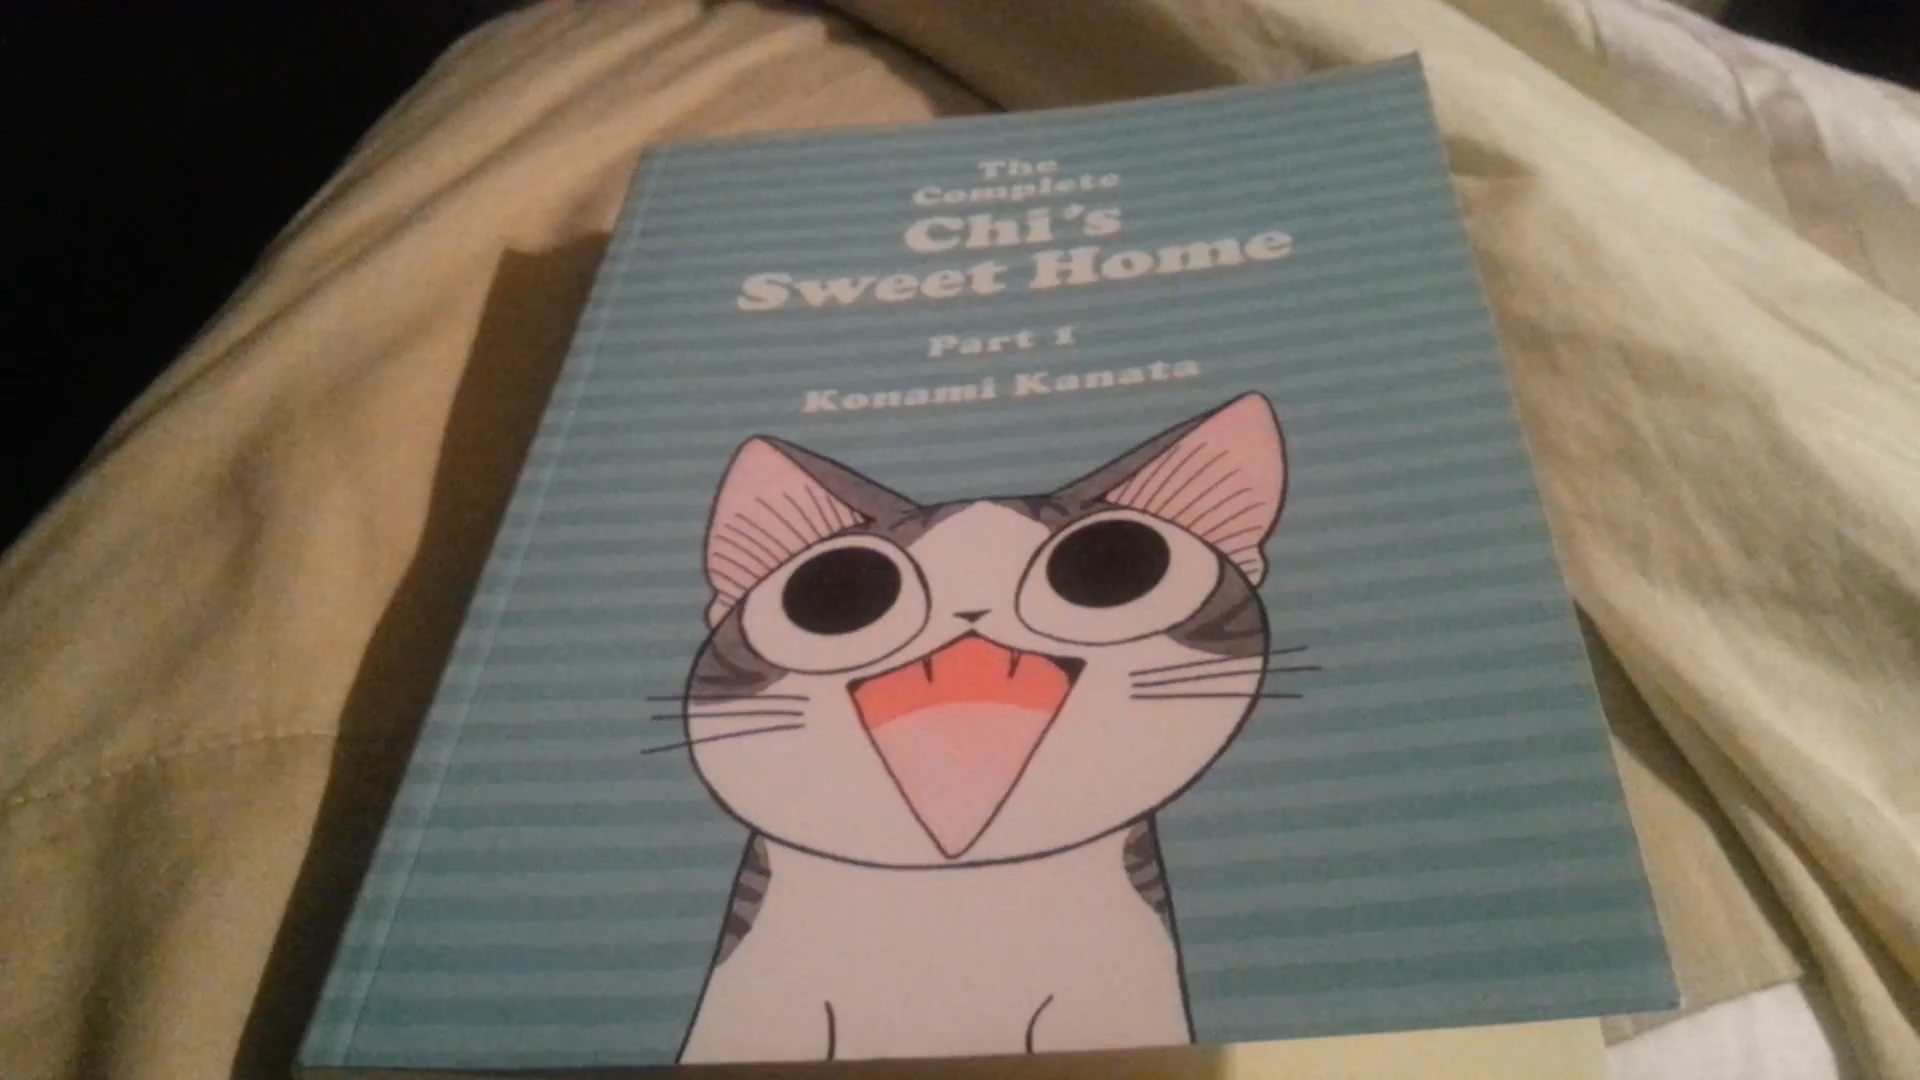 The
Complete
Chi's
Sweet Home
Part 1
Konami Kanata